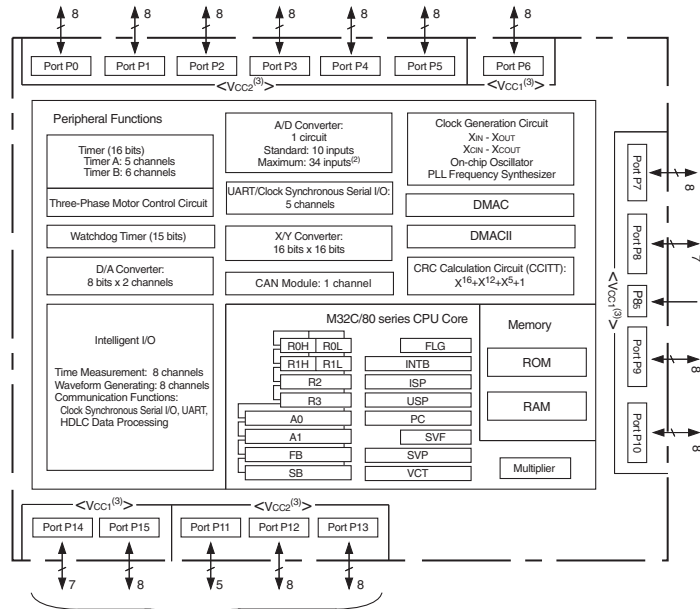 8 8 8 8 8 8 8
Port P0 Port P1 Port P2 Port P3 Port P4 Port P5 Port P6
<VCC2(3)> <VCC1(3)>
Peripheral Functions
Timer (16 bits)
Timer A: 5 channels
Timer B: 6 channels
Three-Phase Motor Control Circuit
Watchdog Timer (15 bits)
D/A Converter:
8 bits x 2 channels
Intelligent I/O
Time Measurement: 8 channels
Waveform Generating: 8 channels
Communication Functions:
Clock Synchronous Serial I/O, UART,
HDLC Data Processing
A/D Converter:
1 circuit
Standard: 10 inputs
Maximum: 34 inputs(2)
UART/Clock Synchronous Serial I/O:
5 channels
X/Y Converter:
16 bits x 16 bits
CAN Module: 1 channel
Clock Generation Circuit
XIN - XOUT
XCIN - XCOUT
On-chip Oscillator
PLL Frequency Synthesizer
DMAC
DMACII
CRC Calculation Circuit (CCITT):
X16+X12+X5+1
M32C/80 series CPU Core
R0H R0L
R1H R1L
R2
R3
A0
A1
FB
SB
FLG
INTB
ISP
USP
PC
SVF
SVP
VCT
Memory
ROM
RAM
Multiplier
<VCC1(3)>
Port P7
8
Port P8
7
P85
Port P9
8
Port P10
8
<VCC1(3)> <VCC2(3)>
Port P14 Port P15 Port P11 Port P12 Port P13
7 8 5 8 8